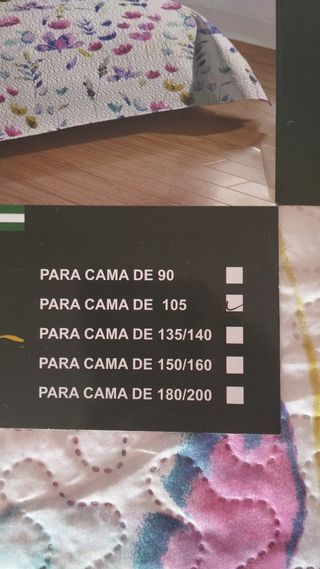 PARA CAMA DE 90
PARA CAMA DE 105
PARA CAMA DE 135/140
PARA CAMA DE 150/160
PARA CAMA DE 180/200